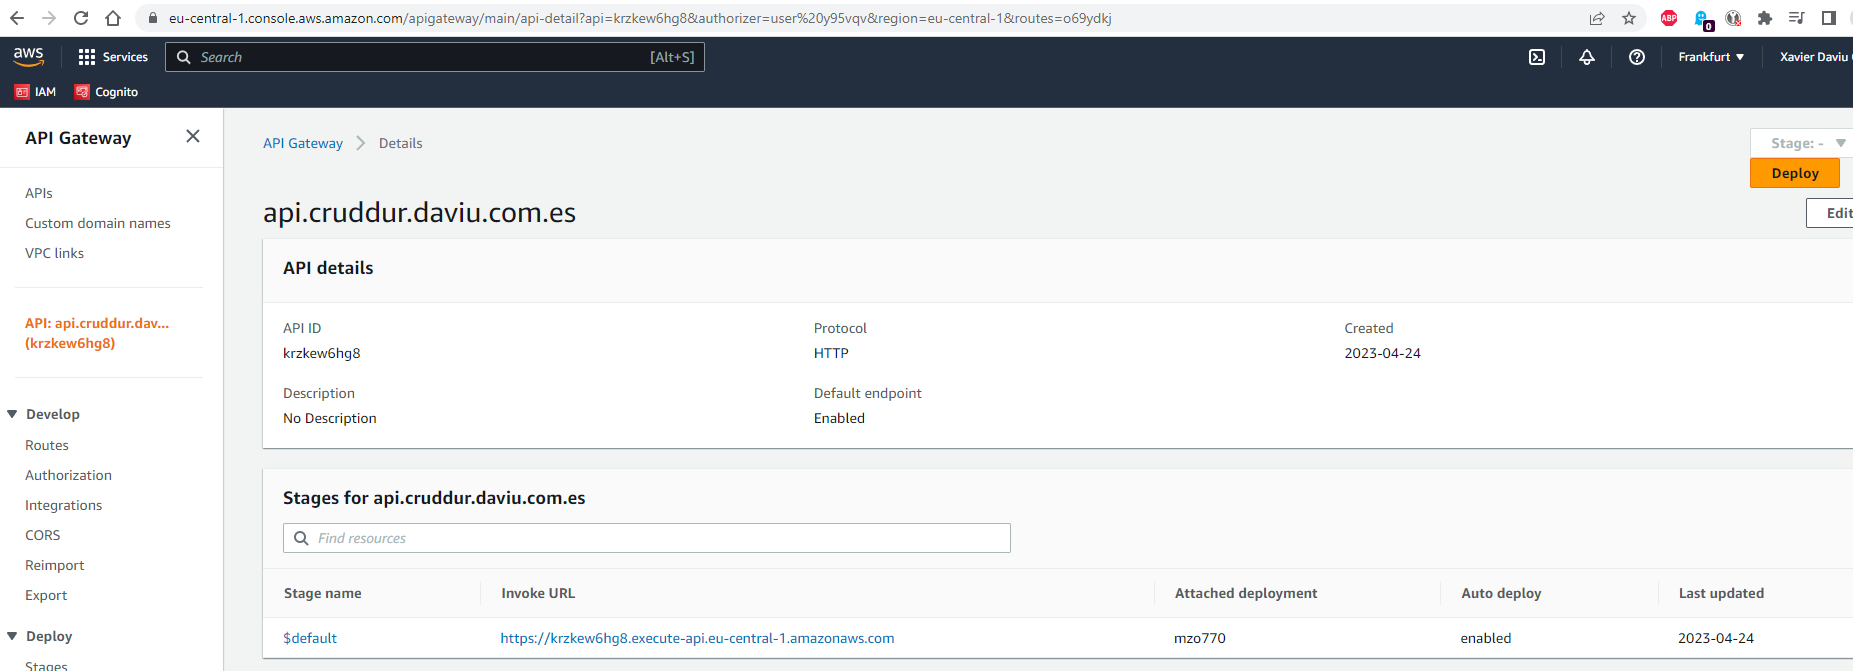 eu-central-1.console.aws.amazon.com/apigateway/main/api-detail?api=krzkew6hg8&authorizer=user%20y95vqv&region=eu-central-1&routes=o69ydkj
ABP
0
aws
Services
Search
[Alt+S]
Frankfurt
Xavier Daviu
IAM
Cognito
API Gateway
API Gateway > Details
Stage: -
Deploy
APIs
Custom domain names
VPC links
api.cruddur.daviu.com.es
Edit
API: api.cruddur.dav...
(krzkew6hg8)
API details
API ID
krzkew6hg8
Protocol
HTTP
Created
2023-04-24
Description
No Description
Default endpoint
Enabled
Develop
Routes
Authorization
Integrations
CORS
Reimport
Export
Deploy
Stages
Stages for api.cruddur.daviu.com.es
Find resources
Stage name Invoke URL Attached deployment Auto deploy Last updated
$default https://krzkew6hg8.execute-api.eu-central-1.amazonaws.com mzo770 enabled 2023-04-24